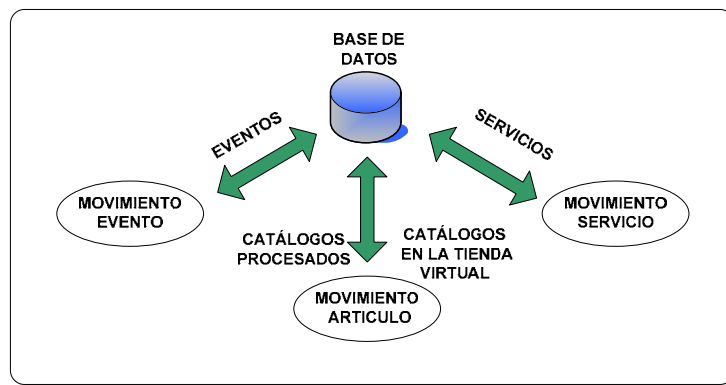 BASE DE
DATOS
EVENTOS
SERVICIOS
MOVIMIENTO
EVENTO
MOVIMIENTO
SERVICIO
CATÁLOGOS
PROCESADOS
CATÁLOGOS
EN LA TIENDA
VIRTUAL
MOVIMIENTO
ARTICULO